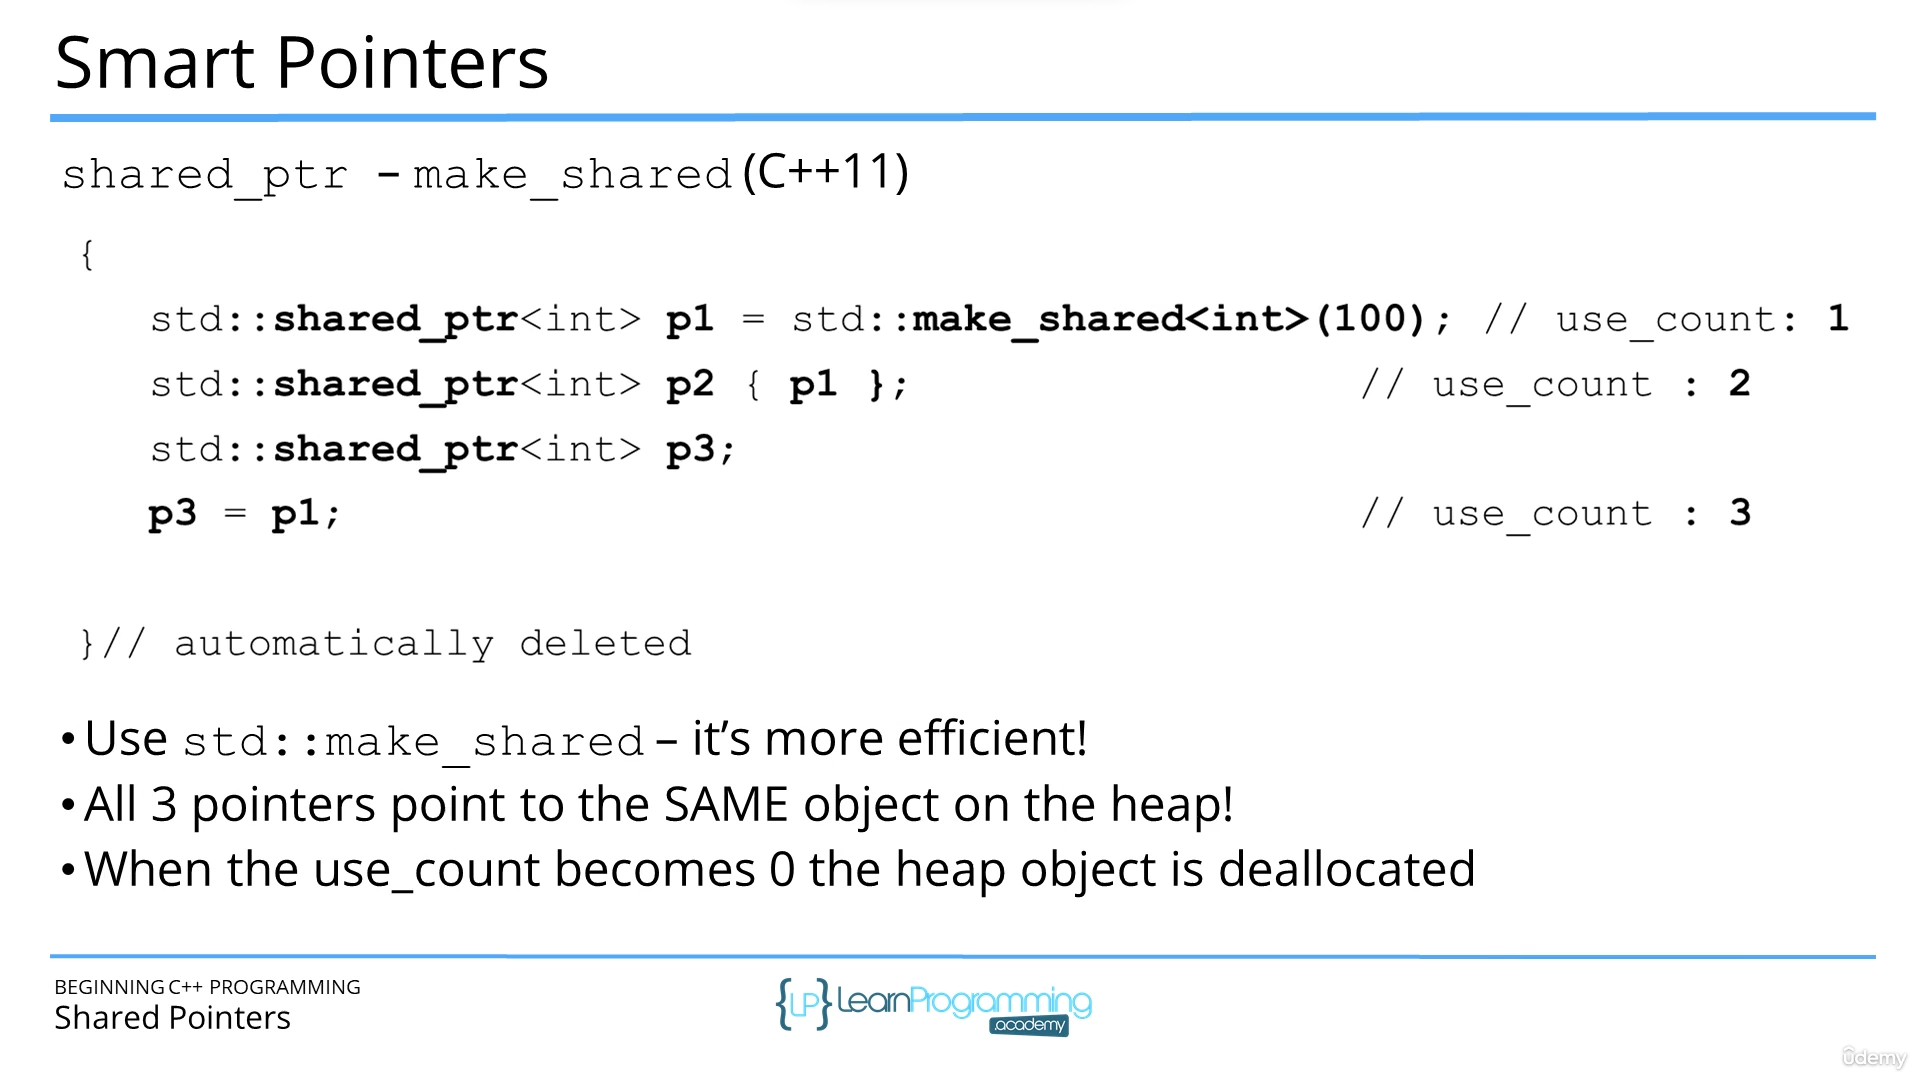 Smart Pointers
shared_ptr – make_shared (C++11)
{
std::shared_ptr<int> p1 = std::make_shared<int>(100); // use_count: 1
std::shared_ptr<int> p2 { p1 }; // use_count : 2
std::shared_ptr<int> p3;
p3 = p1; // use_count : 3
}// automatically deleted
• Use std::make_shared – it’s more efficient!
• All 3 pointers point to the SAME object on the heap!
• When the use_count becomes 0 the heap object is deallocated
BEGINNING C++ PROGRAMMING
Shared Pointers
{LP} LearnProgramming
.academy
ûdemy